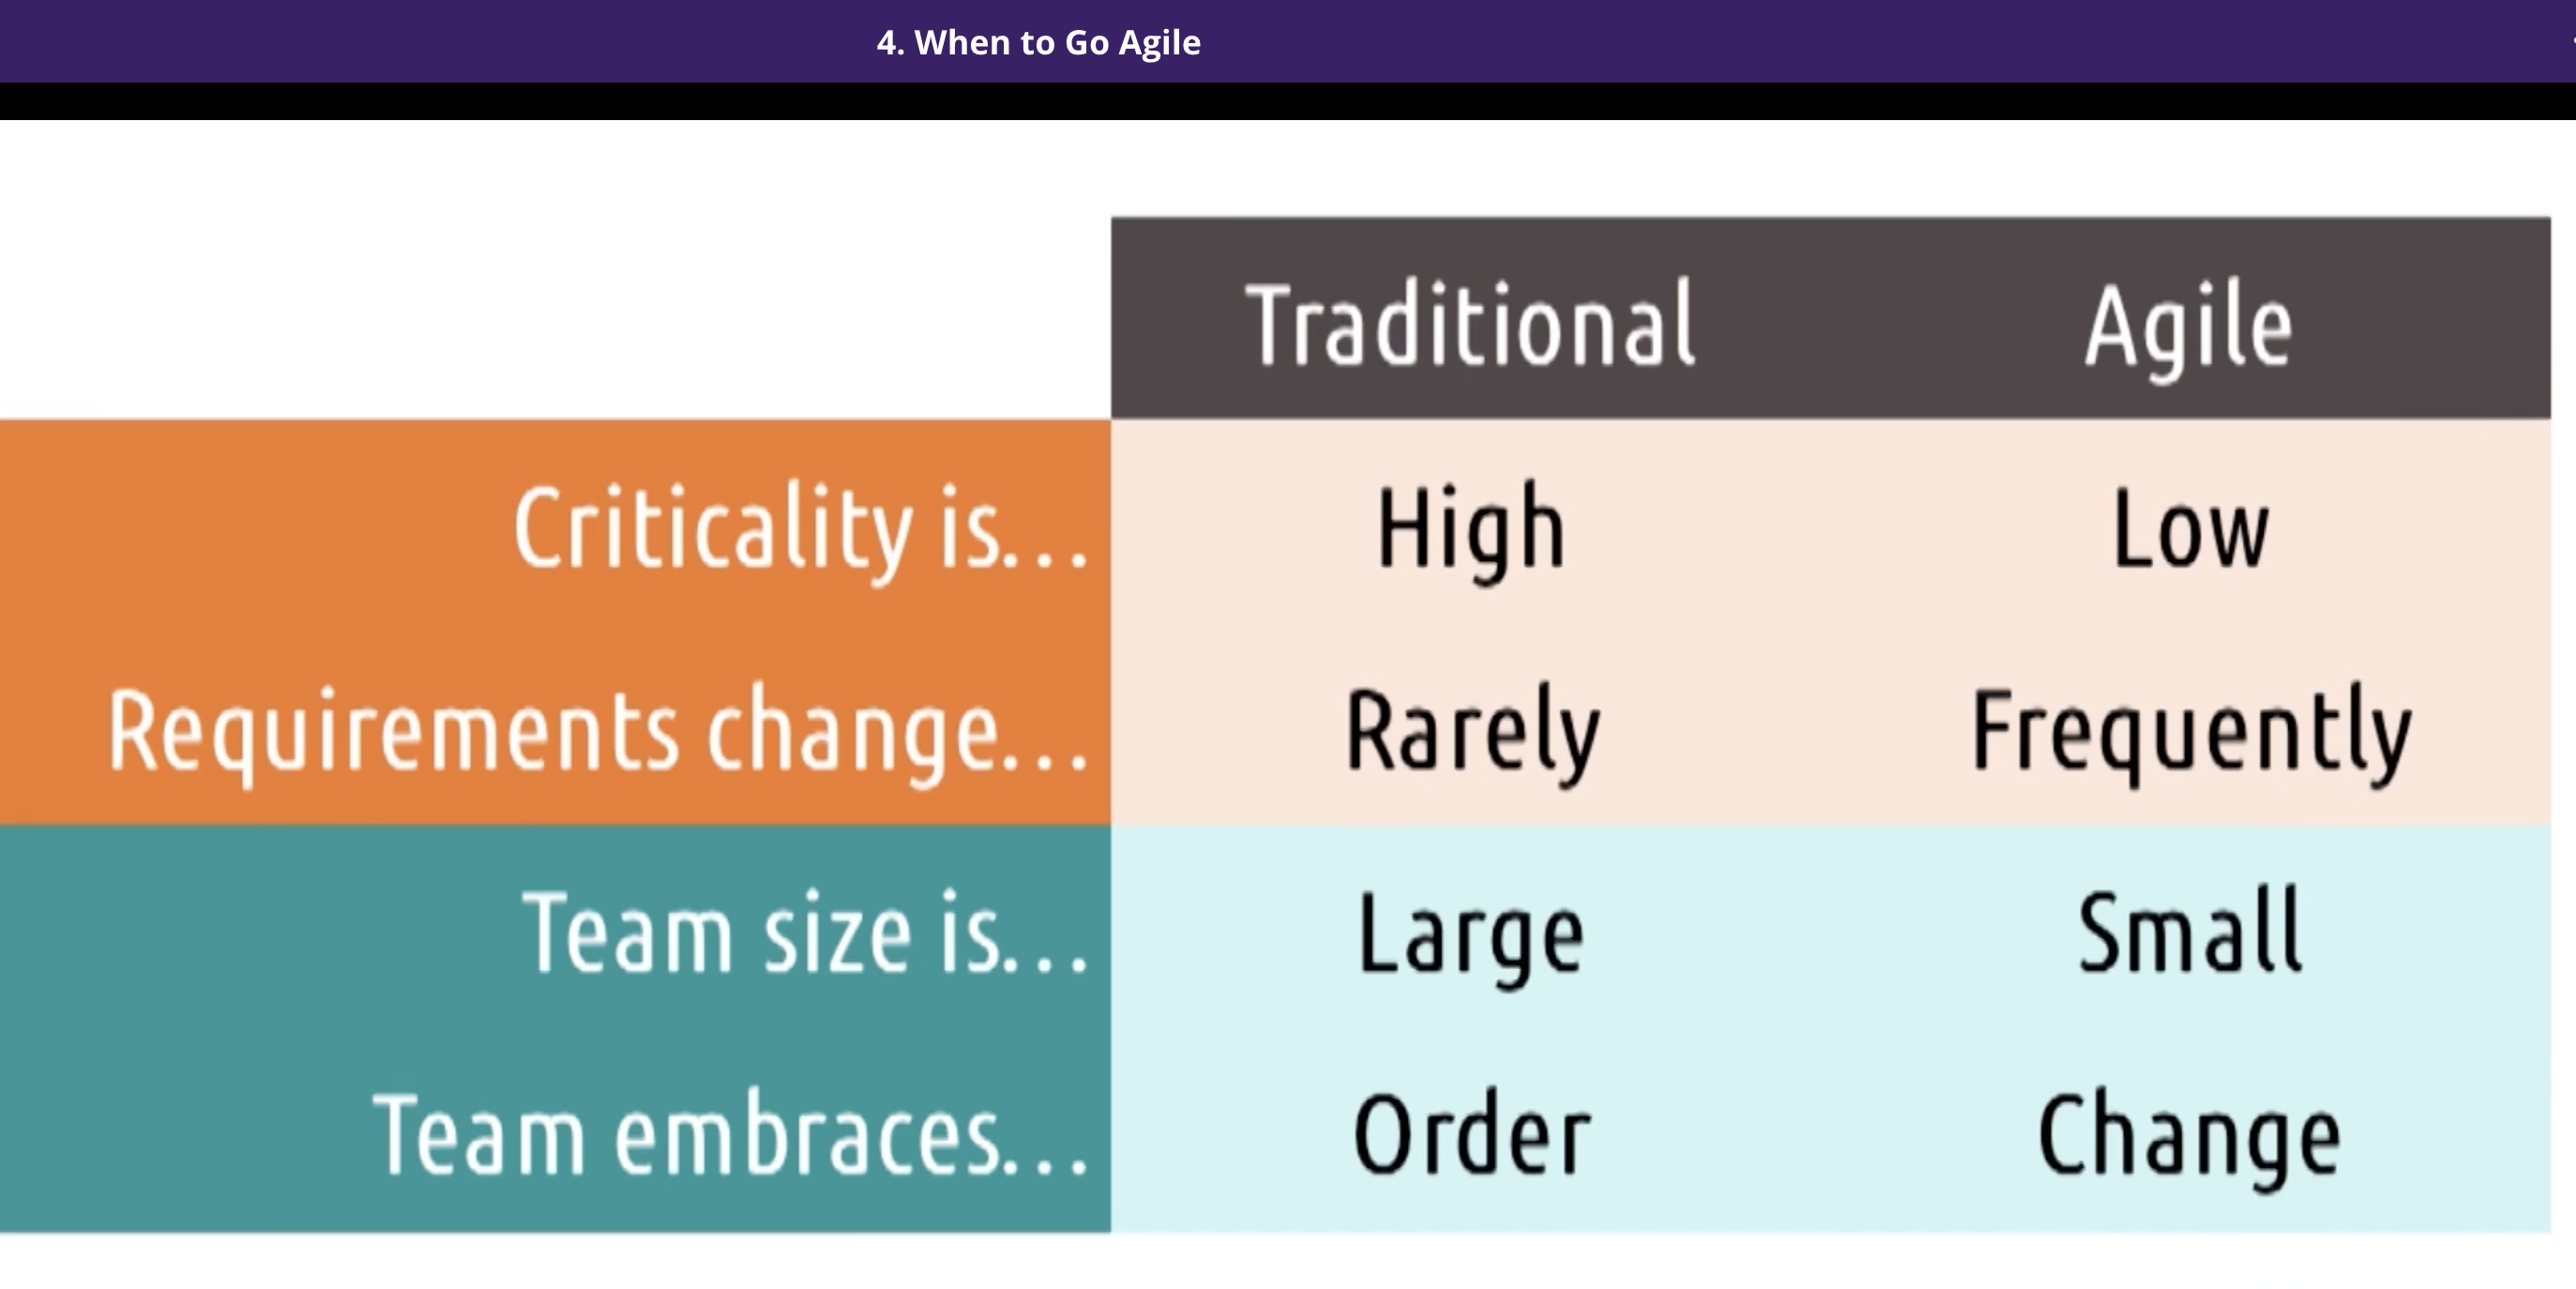 4. When to Go Agile
Traditional Agile
Criticality is... High Low
Requirements change... Rarely Frequently
Team size is... Large Small
Team embraces... Order Change